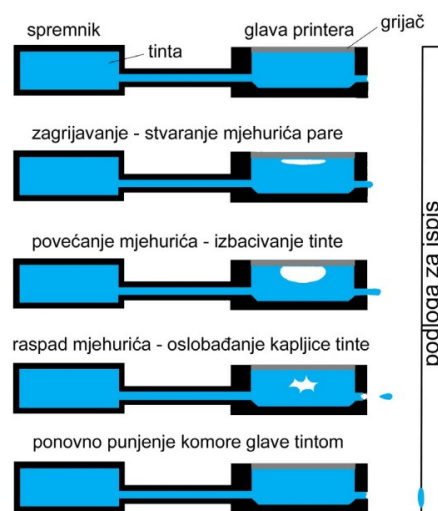 spremnik
glava printera
grijač
tinta
zagrijavanje - stvaranje mjehurića pare
povećanje mjehurića - izbacivanje tinte
raspad mjehurića - oslobađanje kapljice tinte
ponovno punjenje komore glave tintom
podloga za ispis